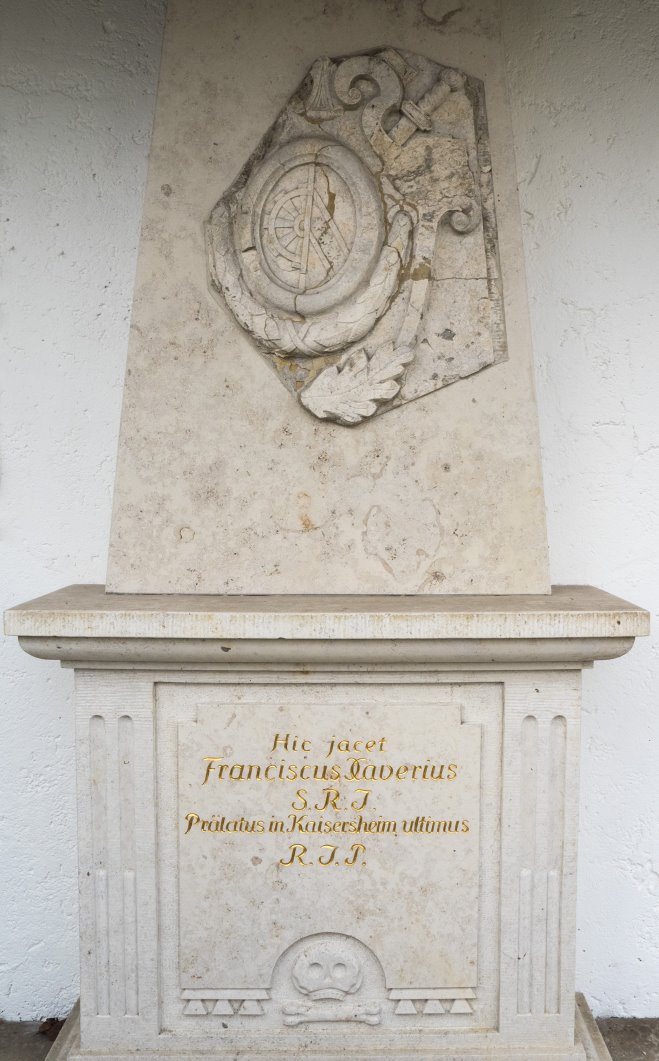 Hic jacet
Franciscus Xaverius
S. R. I.
Prälatus in Kaisersheim ultimus
R. I. P.